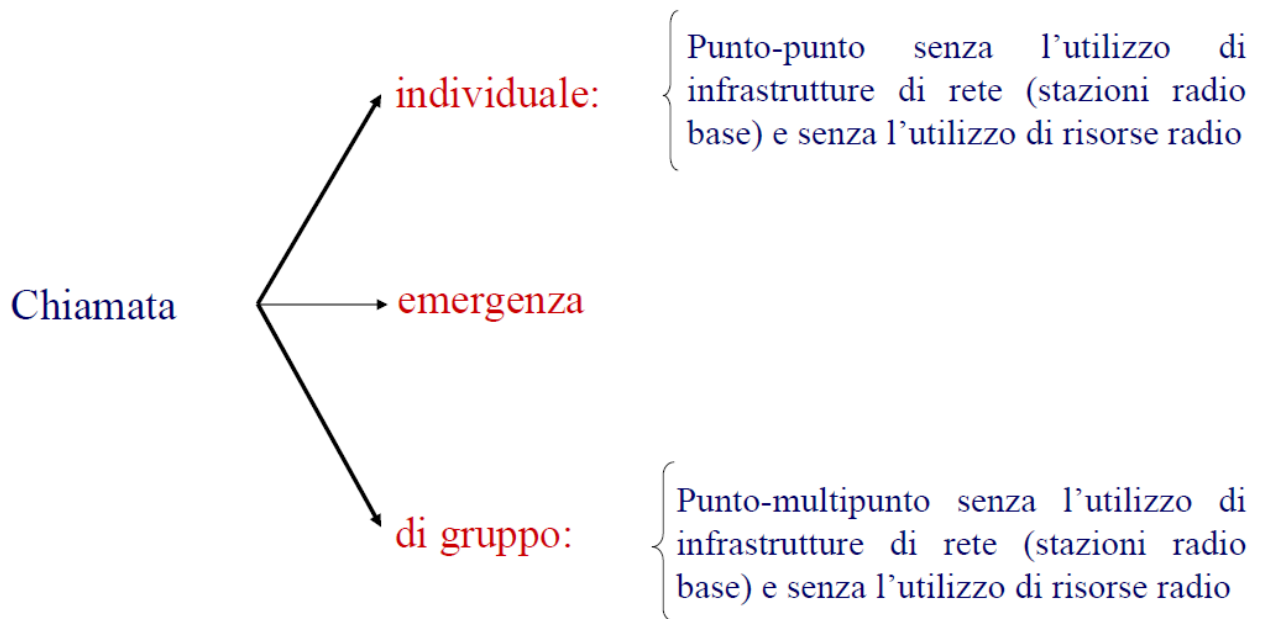 individuale:
Punto-punto senza l’utilizzo di
infrastrutture di rete (stazioni radio
base) e senza l’utilizzo di risorse radio
Chiamata
emergenza
di gruppo:
Punto-multipunto senza l’utilizzo di
infrastrutture di rete (stazioni radio
base) e senza l’utilizzo di risorse radio